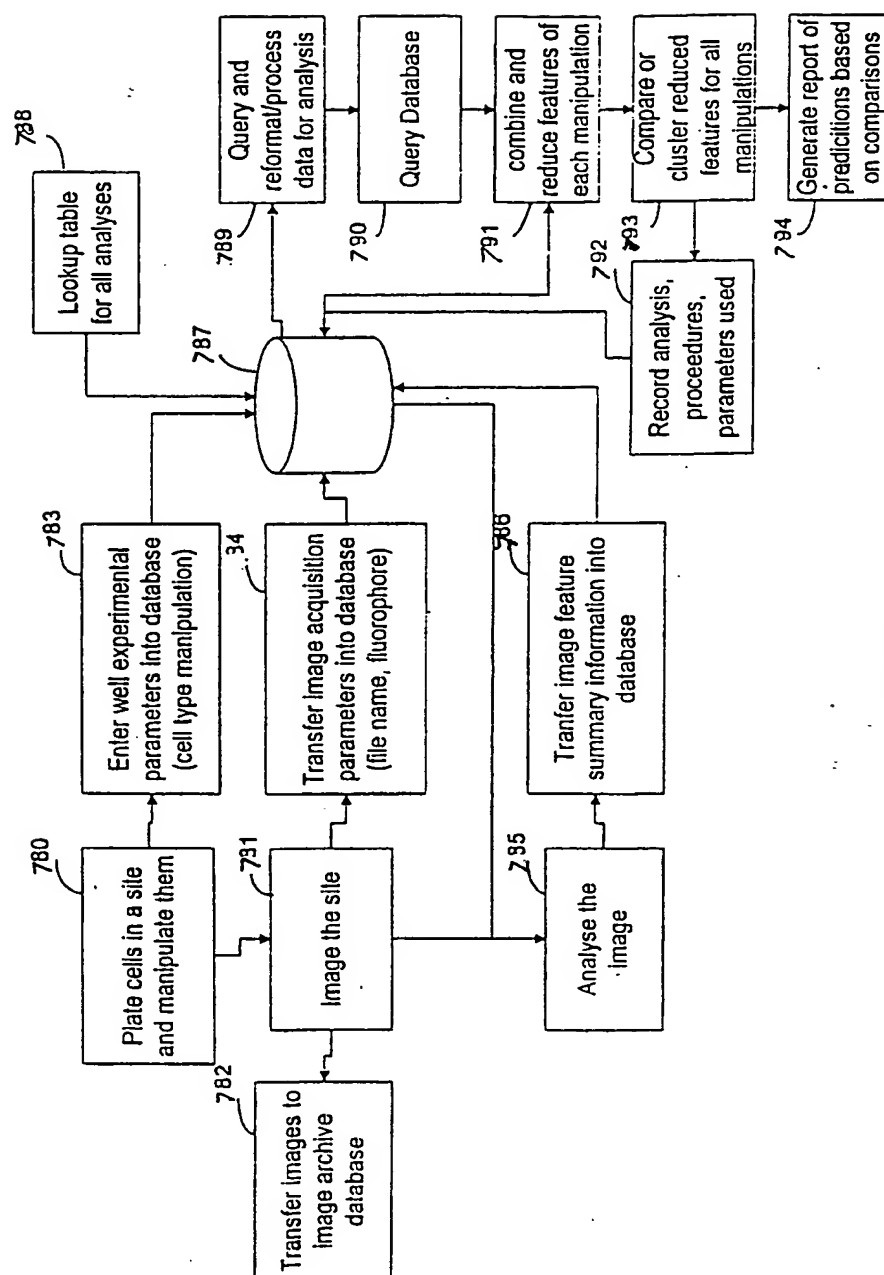 780
Plate cells in a site
and manipulate them
783
Enter well experimental
parameters into database
(cell type manipulation)
738
Lookup table
for all analyses
782
Transfer images to
image archive
database
731
Image the site
34
Transfer image acquisition
parameters into database
(file name, fluorophore)
787
735
Analyse the
image
986
Tranfer image feature
summary information into
database
789
Query and
reformal/process
data for analysis
790
Query Database
791
combine and
reduce features of
each manipulation
792
Record analysis,
proceedures,
parameters used
793
Compare or
cluster reduced
features for all
manipulations
794
Generate report of
predicitions based
on comparisons